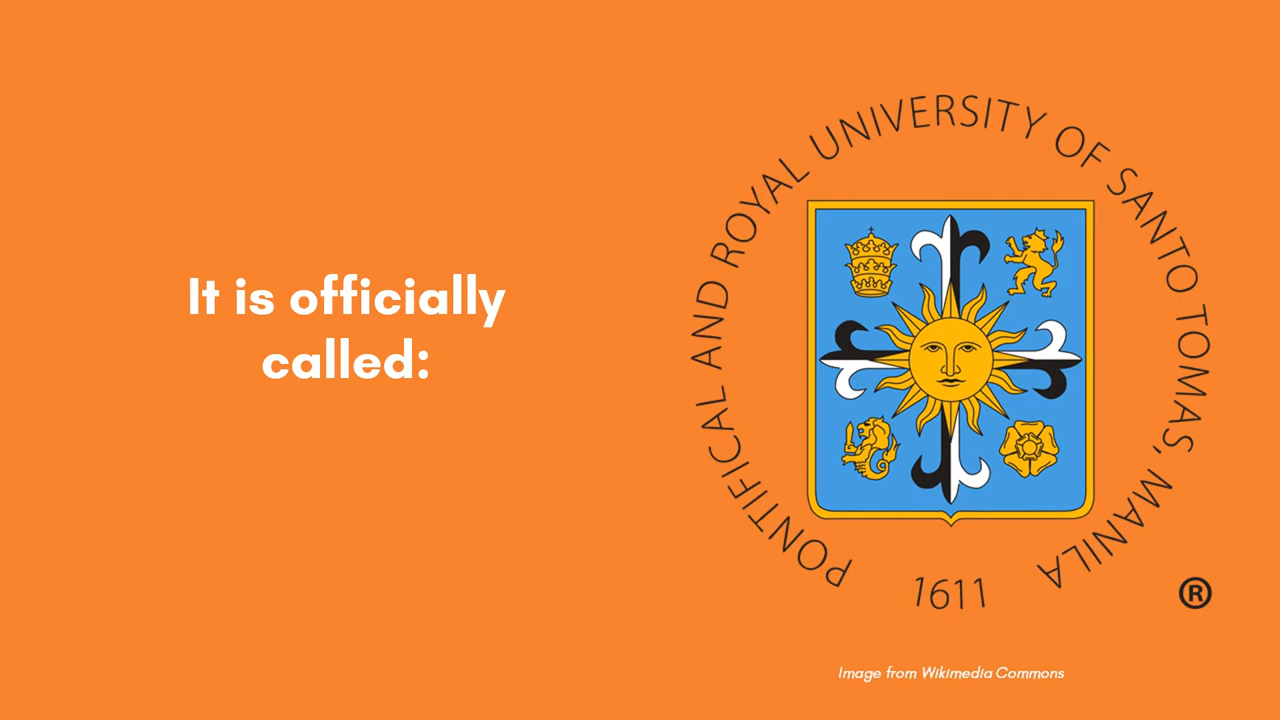 It is officially
called:
PONTIFICAL AND ROYAL UNIVERSITY OF SANTO TOMAS, MANILA
1611
®
Image from Wikimedia Commons